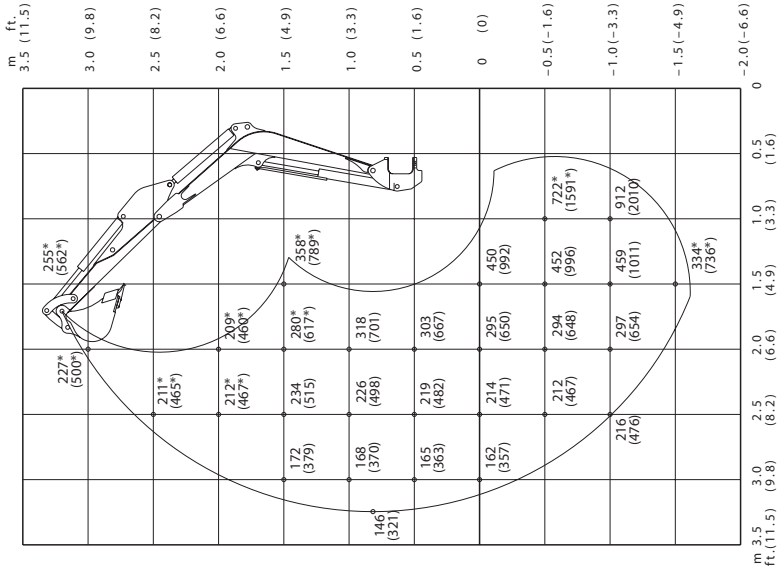 m ft.
3.5 (11.5)
255*
(562*)
227*
(500*)
3.0 (9.8)
2.5 (8.2)
211*
(465*)
2.0 (6.6)
212* 209*
(467*) (460*)
1.5 (4.9)
172 234 280* 358*
(379) (515) (617*) (789*)
1.0 (3.3)
168 226 318
(370) (498) (701)
146
(321)
0.5 (1.6)
165 219 303
(363) (482) (667)
0 (0)
162 214 295 450
(357) (471) (650) (992)
−0.5 (−1.6)
212 294 452 722*
(467) (648) (996) (1591*)
−1.0 (−3.3)
216 297 459 912
(476) (654) (1011) (2010)
−1.5 (−4.9)
334*
(736*)
−2.0 (−6.6)
m 3.5 3.0 2.5 2.0 1.5 1.0 0.5 0
ft.(11.5) (9.8) (8.2) (6.6) (4.9) (3.3) (1.6)